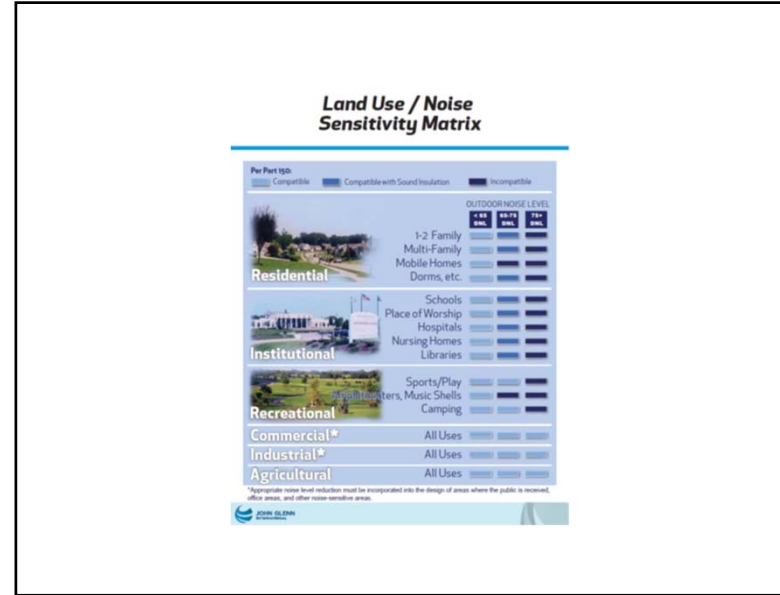 Land Use / Noise
Sensitivity Matrix
Per Part 150:
Compatible Compatible with Sound Insulation Incompatible
OUTDOOR NOISE LEVEL
< 65 DNL 65-75 DNL 75+ DNL
Residential
1-2 Family
Multi-Family
Mobile Homes
Dorms, etc.
Institutional
Schools
Place of Worship
Hospitals
Nursing Homes
Libraries
Recreational
Sports/Play
Music Shells
Camping
Commercial* All Uses
Industrial* All Uses
Agricultural All Uses
*Appropriate noise level reduction must be incorporated into the design of areas where the public is received,
office areas, and other noise-sensitive areas.
JOHN GLENN